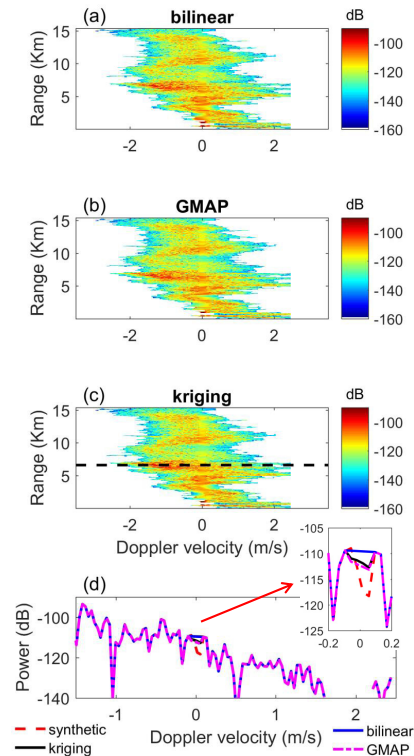 (a) bilinear dB
Range (Km)
15
10
5
-2 0 2
-100
-120
-140
-160
(b) GMAP dB
Range (Km)
15
10
5
-2 0 2
-100
-120
-140
-160
(c) kriging dB
Range (Km)
15
10
5
-2 0 2
-100
-120
-140
-160
Doppler velocity (m/s)
-105
-110
-115
-120
-125
-0.2 0 0.2
(d)
Power (dB)
-100
-120
-140
-1 0 1 2
Doppler velocity (m/s)
synthetic
kriging
bilinear
GMAP